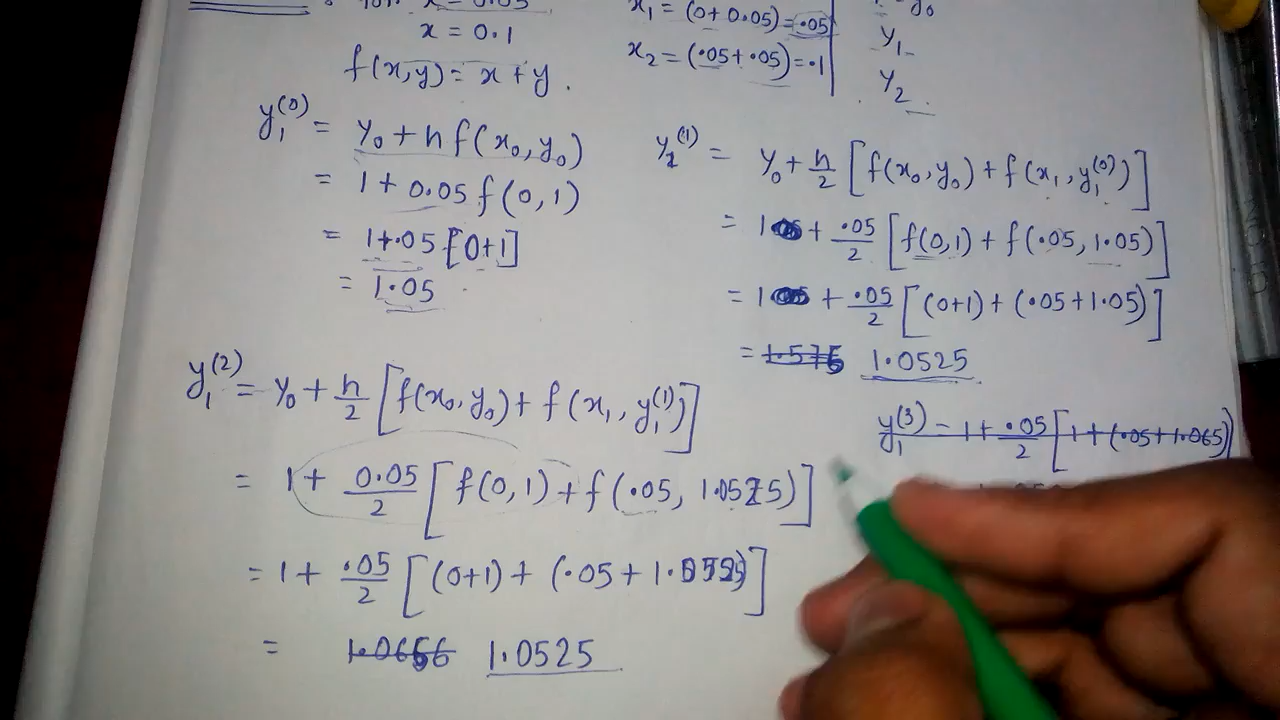 x = 0.1
f(x,y) = x + y .
x₁ = (0+0.05) = .05
x₂ = (.05+.05) = .1
y₀
y₁
y₂
y₁⁽⁰⁾ = y₀ + h f(x₀, y₀)
= 1 + 0.05 f(0,1)
= 1+.05 [0+1]
= 1.05
y₁⁽¹⁾ = y₀ + h/2 [f(x₀, y₀) + f(x₁, y₁⁽⁰⁾)]
= 1 + .05/2 [f(0,1) + f(.05, 1.05)]
= 1 + .05/2 [(0+1) + (.05+1.05)]
= 1.575 1.0525
y₁⁽²⁾ = y₀ + h/2 [f(x₀, y₀) + f(x₁, y₁⁽¹⁾)]
= 1 + 0.05/2 [f(0,1) + f(.05, 1.0525)]
= 1 + .05/2 [(0+1) + (.05 +
= 1.0656 1.0525
y₁⁽³⁾ = 1 + .05/2 [1 + (.05+1.065)]